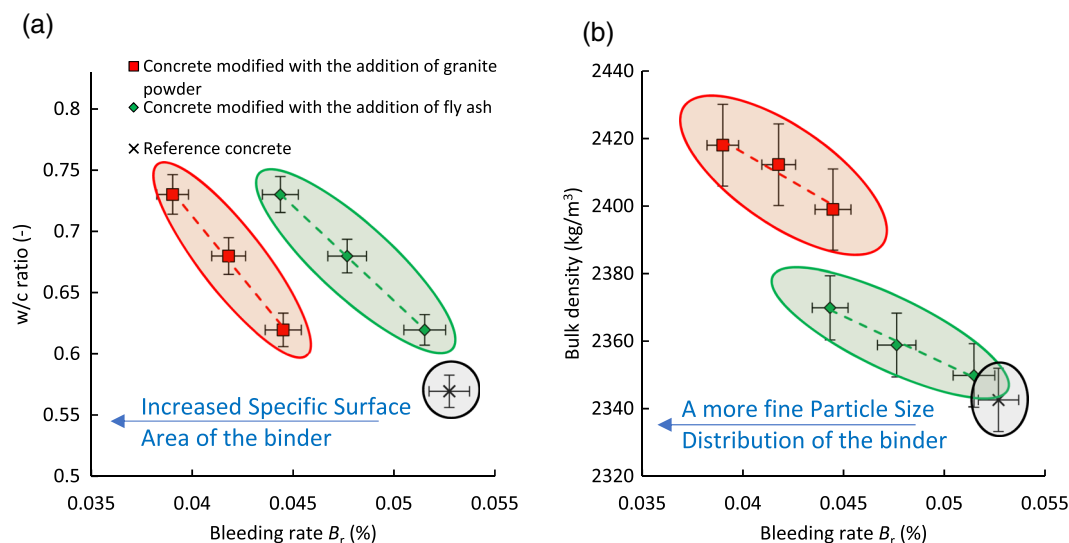 (a)
Concrete modified with the addition of granite
powder
Concrete modified with the addition of fly ash
Reference concrete
w/c ratio (-)
0.8
0.75
0.7
0.65
0.6
0.55
0.5
Increased Specific Surface
Area of the binder
0.035
0.04
0.045
0.05
0.055
Bleeding rate Br (%)
(b)
Bulk density (kg/m³)
2440
2420
2400
2380
2360
2340
2320
A more fine Particle Size
Distribution of the binder
0.035
0.04
0.045
0.05
0.055
Bleeding rate Br (%)